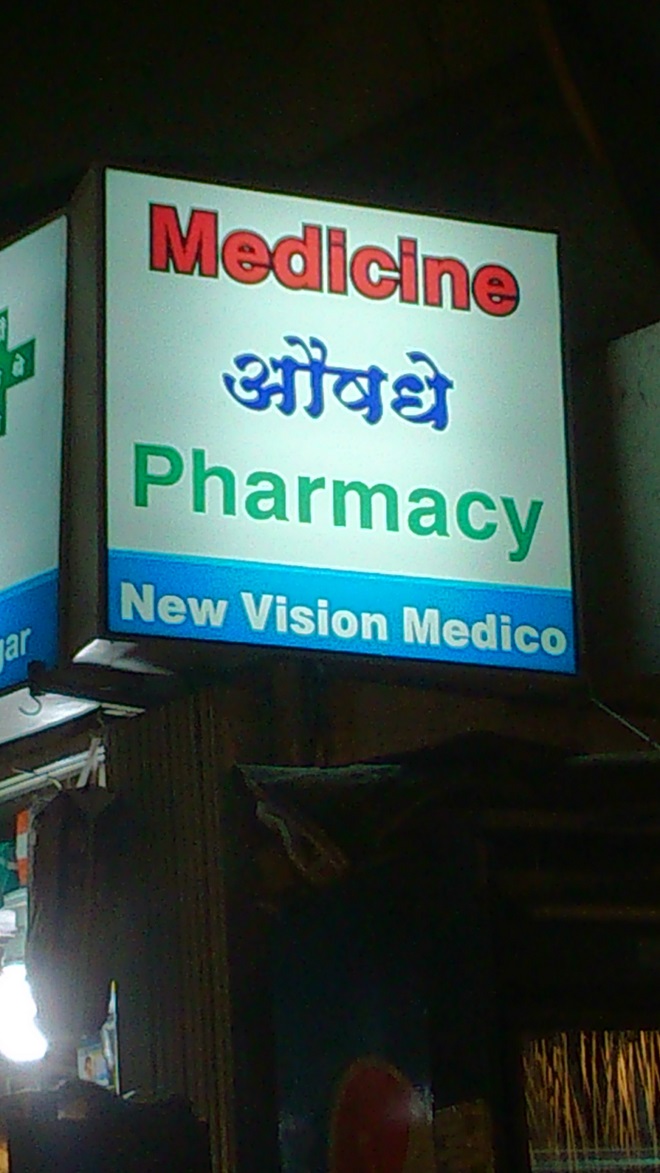 Medicine
औषधे
Pharmacy
New Vision Medico